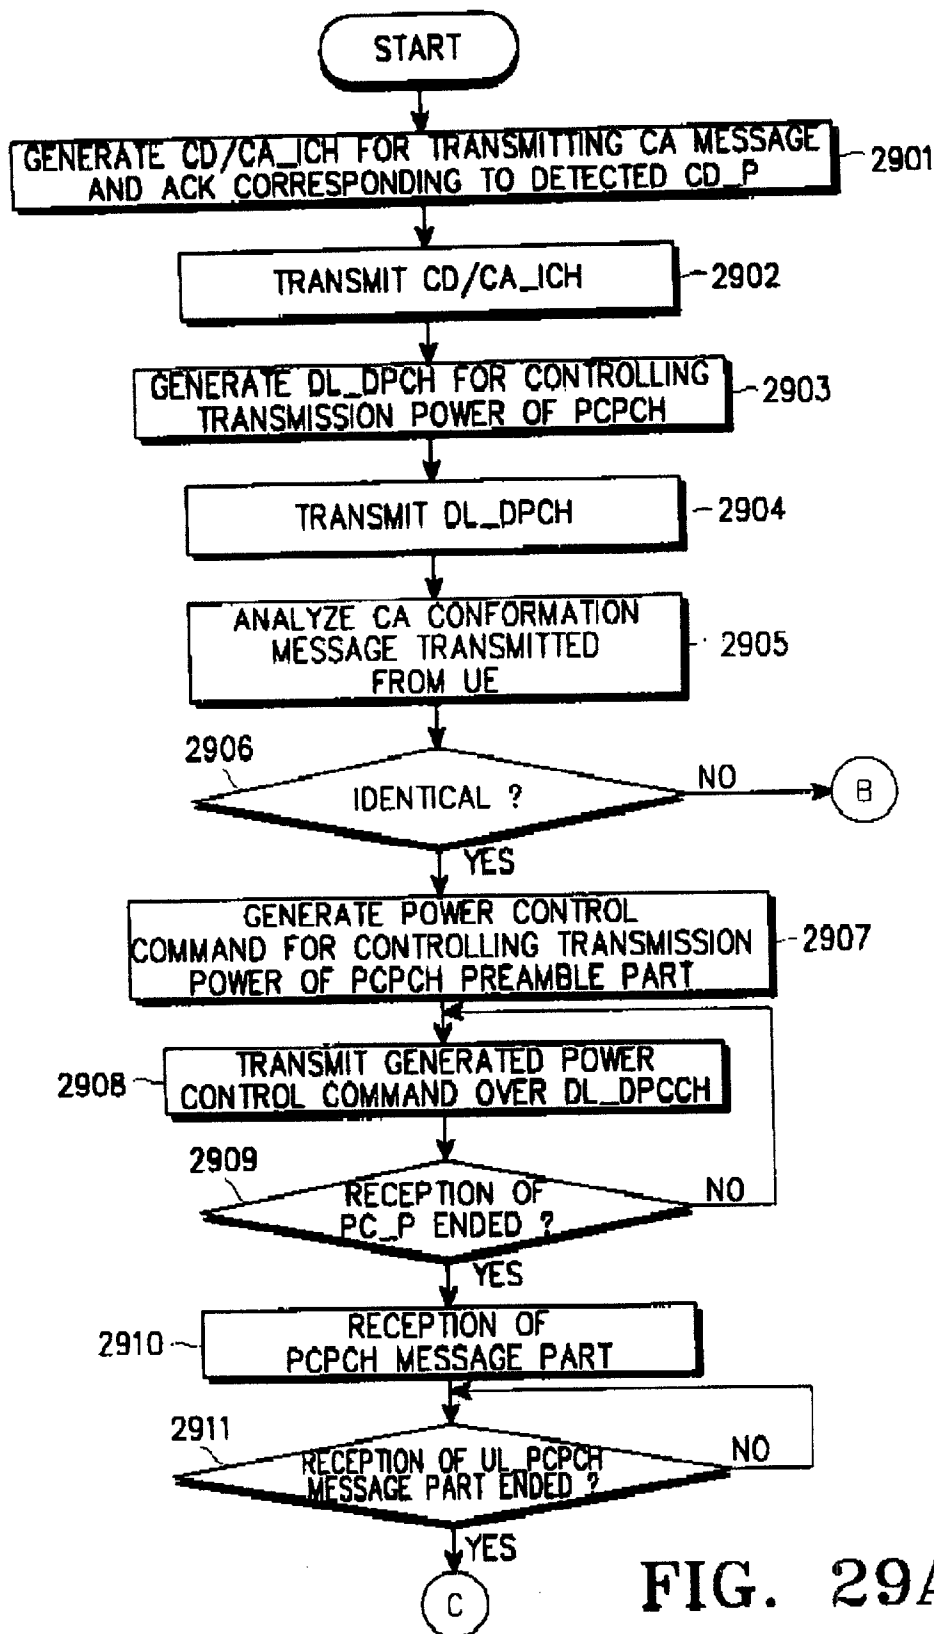 START
GENERATE CD/CA_ICH FOR TRANSMITTING CA MESSAGE
AND ACK CORRESPONDING TO DETECTED CD_P
2901
TRANSMIT CD/CA_ICH
2902
GENERATE DL_DPCH FOR CONTROLLING
TRANSMISSION POWER OF PCPCH
2903
TRANSMIT DL_DPCH
2904
ANALYZE CA CONFORMATION
MESSAGE TRANSMITTED
FROM UE
2905
2906
IDENTICAL ?
NO
B
YES
GENERATE POWER CONTROL
COMMAND FOR CONTROLLING TRANSMISSION
POWER OF PCPCH PREAMBLE PART
2907
TRANSMIT GENERATED POWER
CONTROL COMMAND OVER DL_DPCCH
2908
2909
RECEPTION OF
PC_P ENDED ?
NO
YES
RECEPTION OF
PCPCH MESSAGE PART
2910
2911
RECEPTION OF UL_PCPCH
MESSAGE PART ENDED ?
NO
YES
C
FIG. 29A